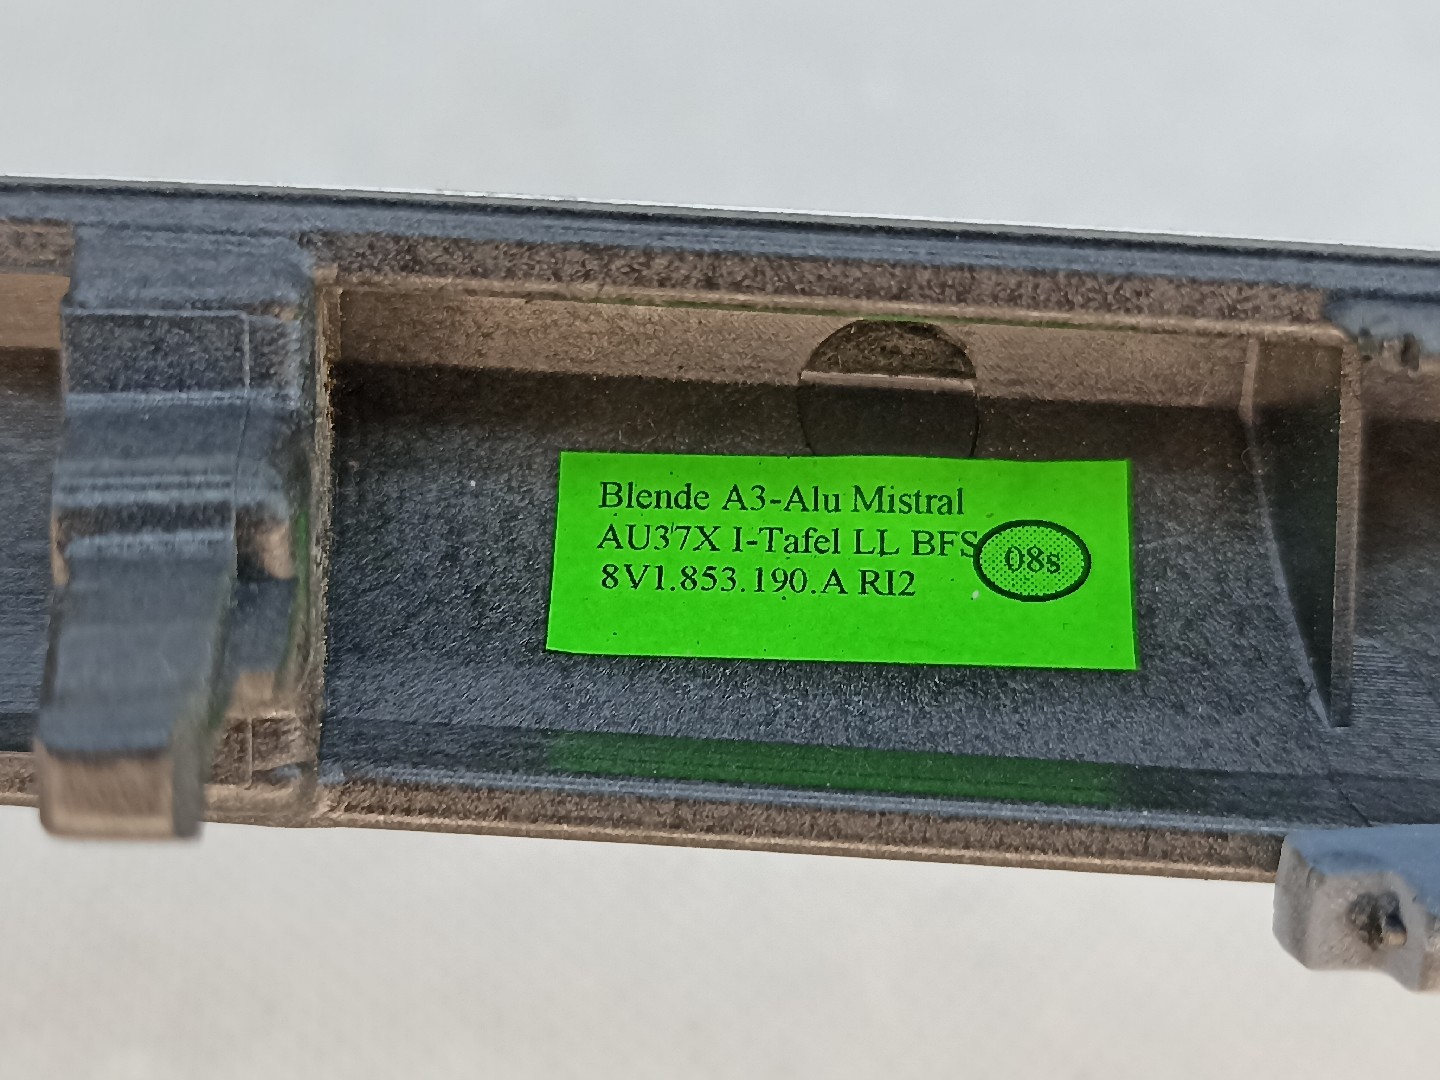 Blende A3-Alu Mistral
AU37X I-Tafel LL BFS
08s
8V1.853.190.A RI2